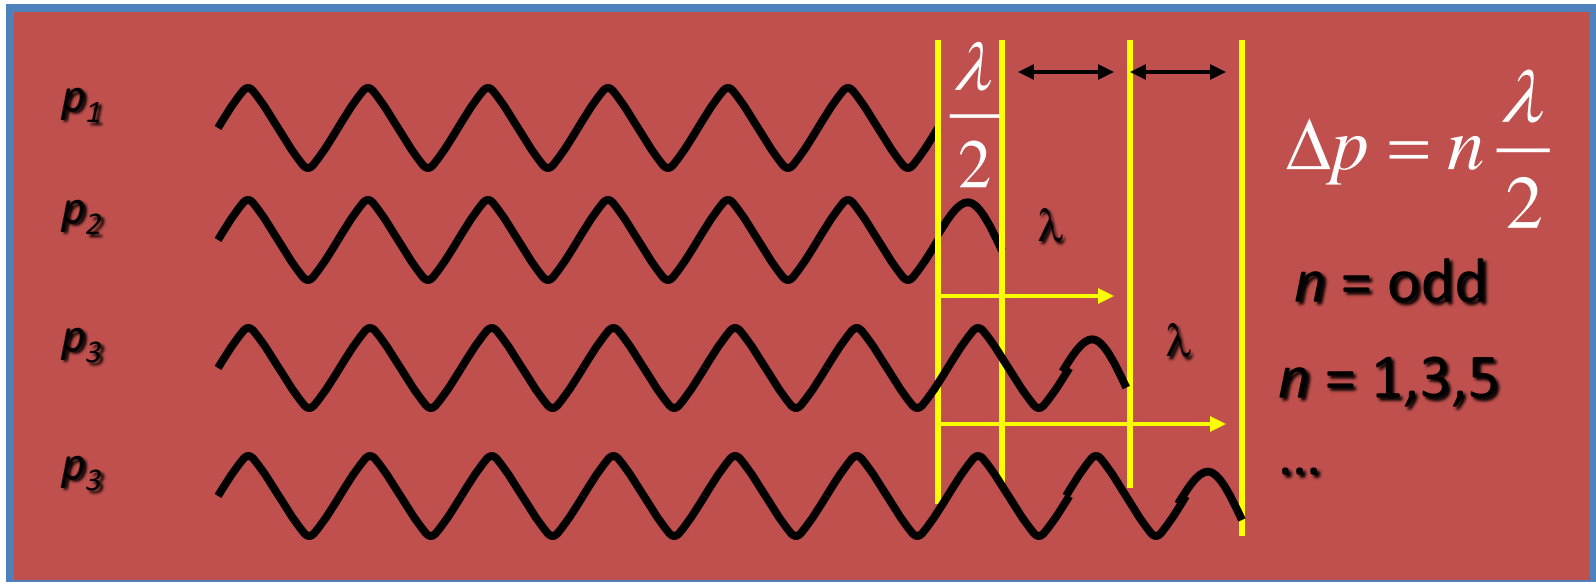 p₁
λ/2
Δp = n λ/2
p₂
λ
n = odd
p₃
λ
n = 1,3,5
p₃
...